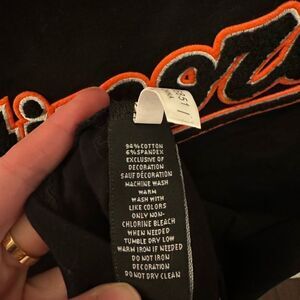 94% COTTON
6% SPANDEX
EXCLUSIVE OF
DECORATION
SAUF DÉCORATION
MACHINE WASH
WARM
WASH WITH
LIKE COLORS
ONLY NON-
CHLORINE BLEACH
WHEN NEEDED
TUMBLE DRY LOW
WARM IRON IF NEEDED
DO NOT IRON
DECORATION
DO NOT DRY CLEAN